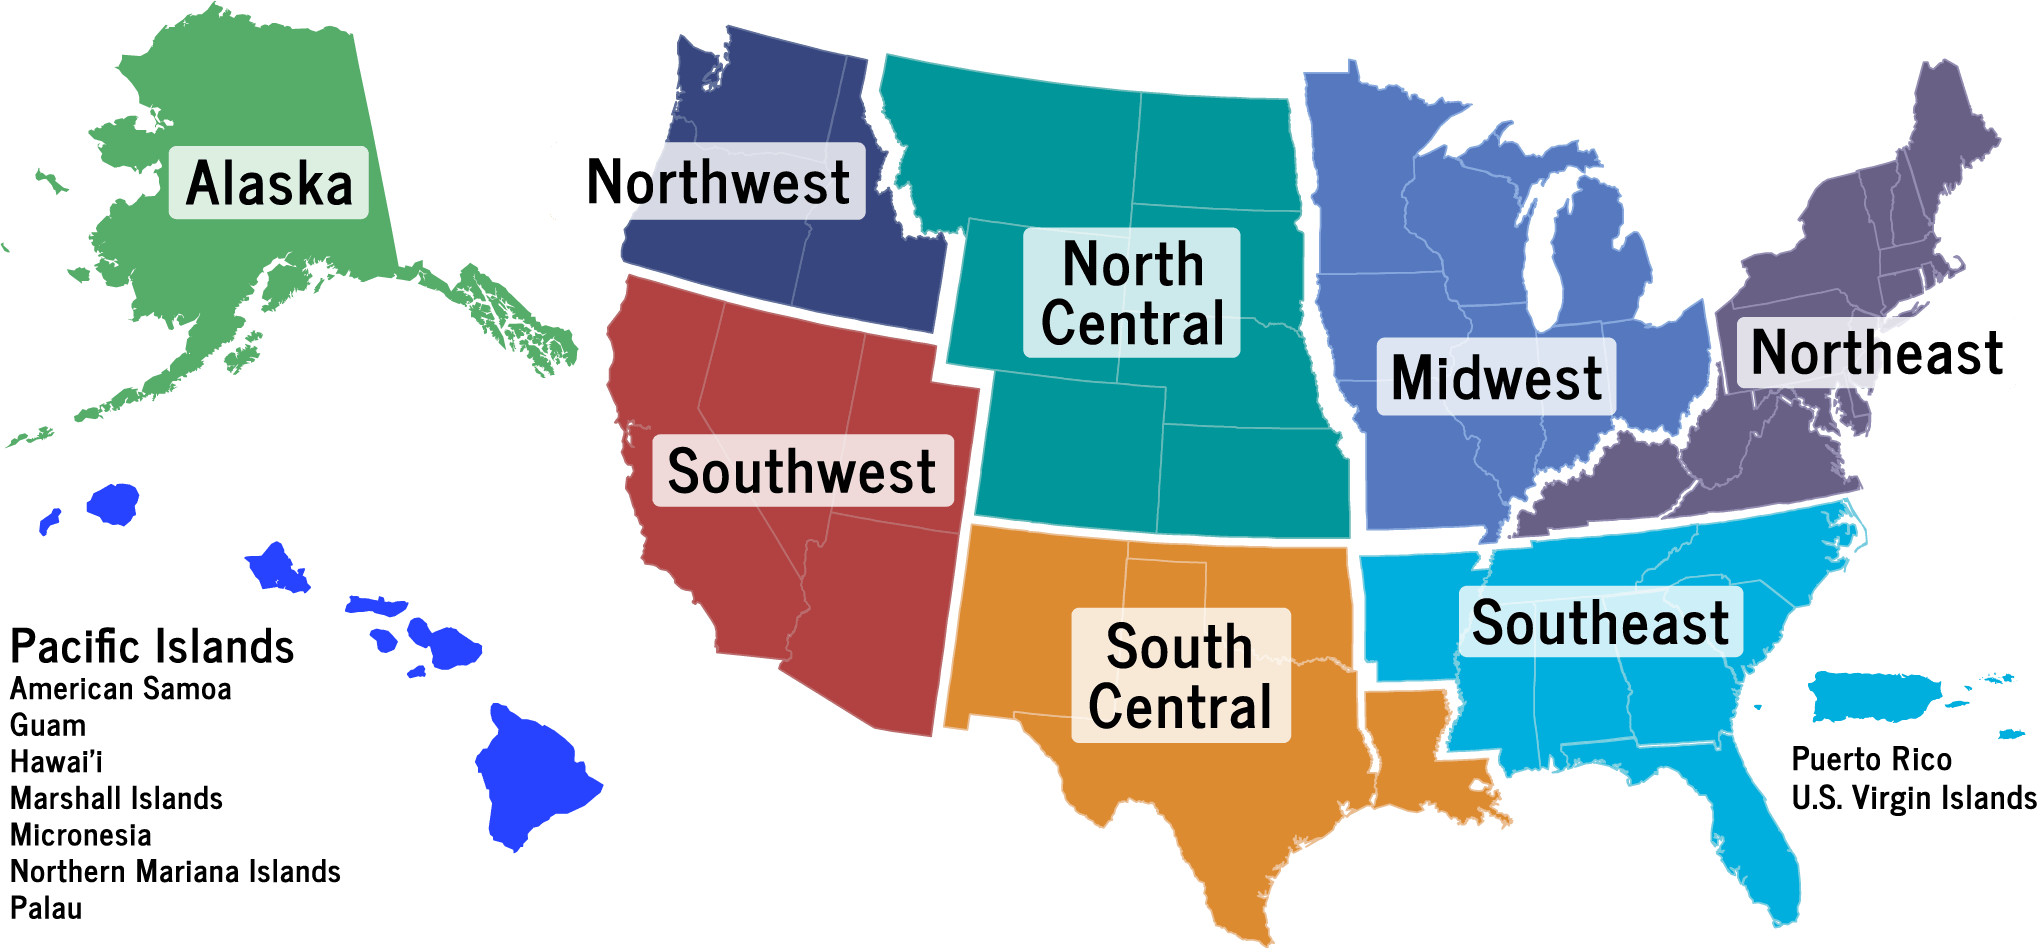 Alaska
Northwest
North
Central
Midwest
Northeast
Southwest
South
Central
Southeast
Pacific Islands
American Samoa
Guam
Hawai’i
Marshall Islands
Micronesia
Northern Mariana Islands
Palau
Puerto Rico
U.S. Virgin Islands